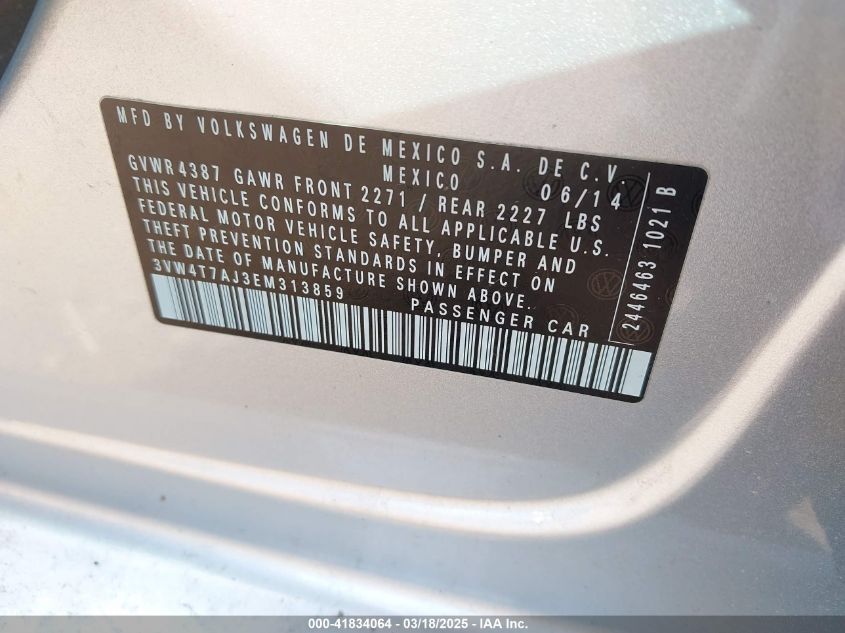 MFD BY VOLKSWAGEN DE MEXICO S.A. DE C.V
MEXICO 06/14
GVWR4387 GAWR FRONT 2271 / REAR 2227 LBS
THIS VEHICLE CONFORMS TO ALL APPLICABLE U.S.
FEDERAL MOTOR VEHICLE SAFETY, BUMPER AND
THEFT PREVENTION STANDARDS IN EFFECT ON
THE DATE OF MANUFACTURE SHOWN ABOVE.
3VW4T7AJ3EM313859 PASSENGER CAR
2446463 1021 B
000-41834064 / 03/18/2025 — IAA Inc.